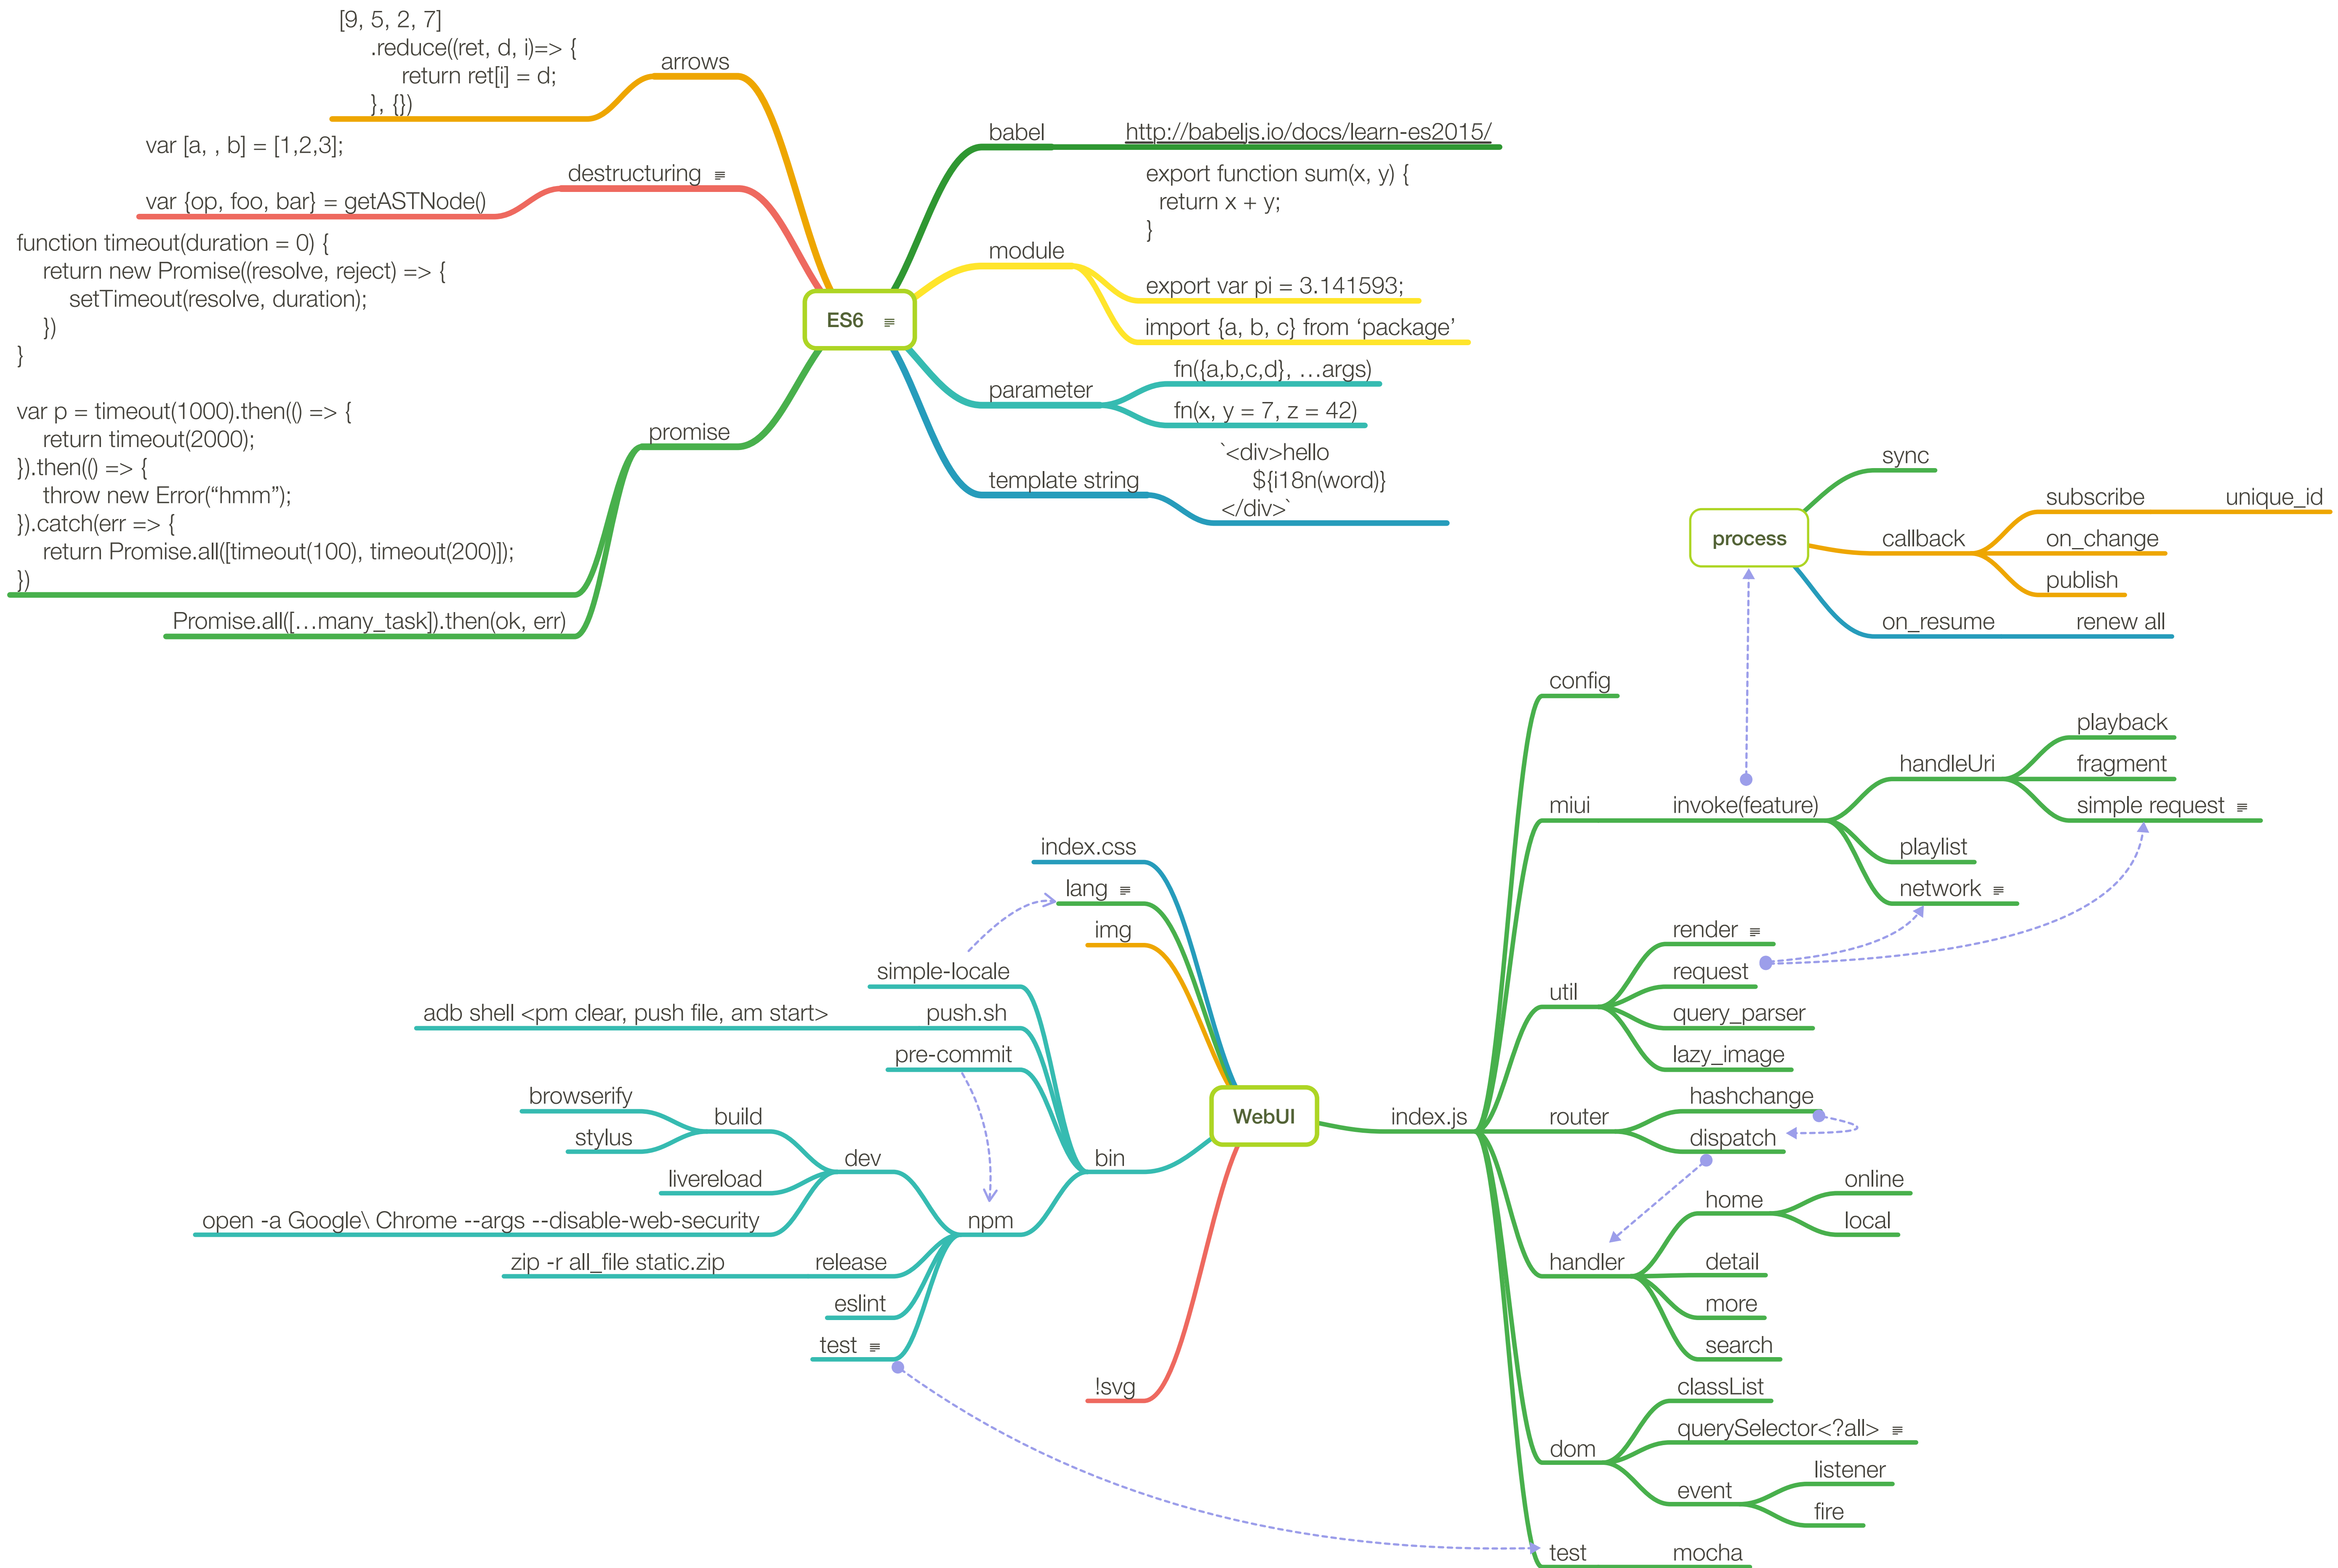 [9, 5, 2, 7]
.reduce((ret, d, i)=> {
return ret[i] = d;
}, {})
arrows
var [a, , b] = [1,2,3];
var {op, foo, bar} = getASTNode()
destructuring
function timeout(duration = 0) {
return new Promise((resolve, reject) => {
setTimeout(resolve, duration);
})
}
var p = timeout(1000).then(() => {
return timeout(2000);
}).then(() => {
throw new Error(“hmm”);
}).catch(err => {
return Promise.all([timeout(100), timeout(200)]);
})
Promise.all([…many_task]).then(ok, err)
promise
ES6
babel
http://babeljs.io/docs/learn-es2015/
module
export function sum(x, y) {
return x + y;
}
export var pi = 3.141593;
import {a, b, c} from ‘package’
parameter
fn({a,b,c,d}, …args)
fn(x, y = 7, z = 42)
template string
`<div>hello
${i18n(word)}
</div>`
process
sync
callback
subscribe
unique_id
on_change
publish
on_resume
renew all
index.css
lang
img
simple-locale
adb shell <pm clear, push file, am start>
push.sh
pre-commit
browserify
stylus
build
livereload
open -a Google\ Chrome --args --disable-web-security
dev
zip -r all_file static.zip
release
eslint
test
npm
bin
!svg
WebUI
index.js
config
miui
invoke(feature)
handleUri
playback
fragment
simple request
playlist
network
util
render
request
query_parser
lazy_image
router
hashchange
dispatch
handler
home
online
local
detail
more
search
dom
classList
querySelector<?all>
event
listener
fire
test
mocha